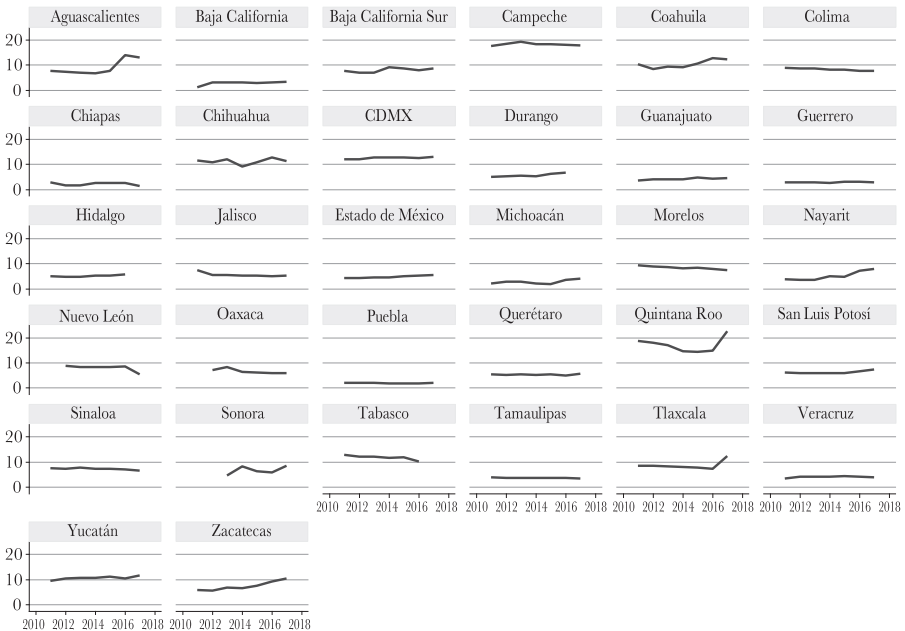 Aguascalientes Baja California Baja California Sur Campeche Coahuila Colima
20
10
0
Chiapas Chihuahua CDMX Durango Guanajuato Guerrero
20
10
0
Hidalgo Jalisco Estado de México Michoacán Morelos Nayarit
20
10
0
Nuevo León Oaxaca Puebla Querétaro Quintana Roo San Luis Potosí
20
10
0
Sinaloa Sonora Tabasco Tamaulipas Tlaxcala Veracruz
20
10
0
2010 2012 2014 2016 2018 2010 2012 2014 2016 2018 2010 2012 2014 2016 2018 2010 2012 2014 2016 2018
Yucatán Zacatecas
20
10
0
2010 2012 2014 2016 2018 2010 2012 2014 2016 2018